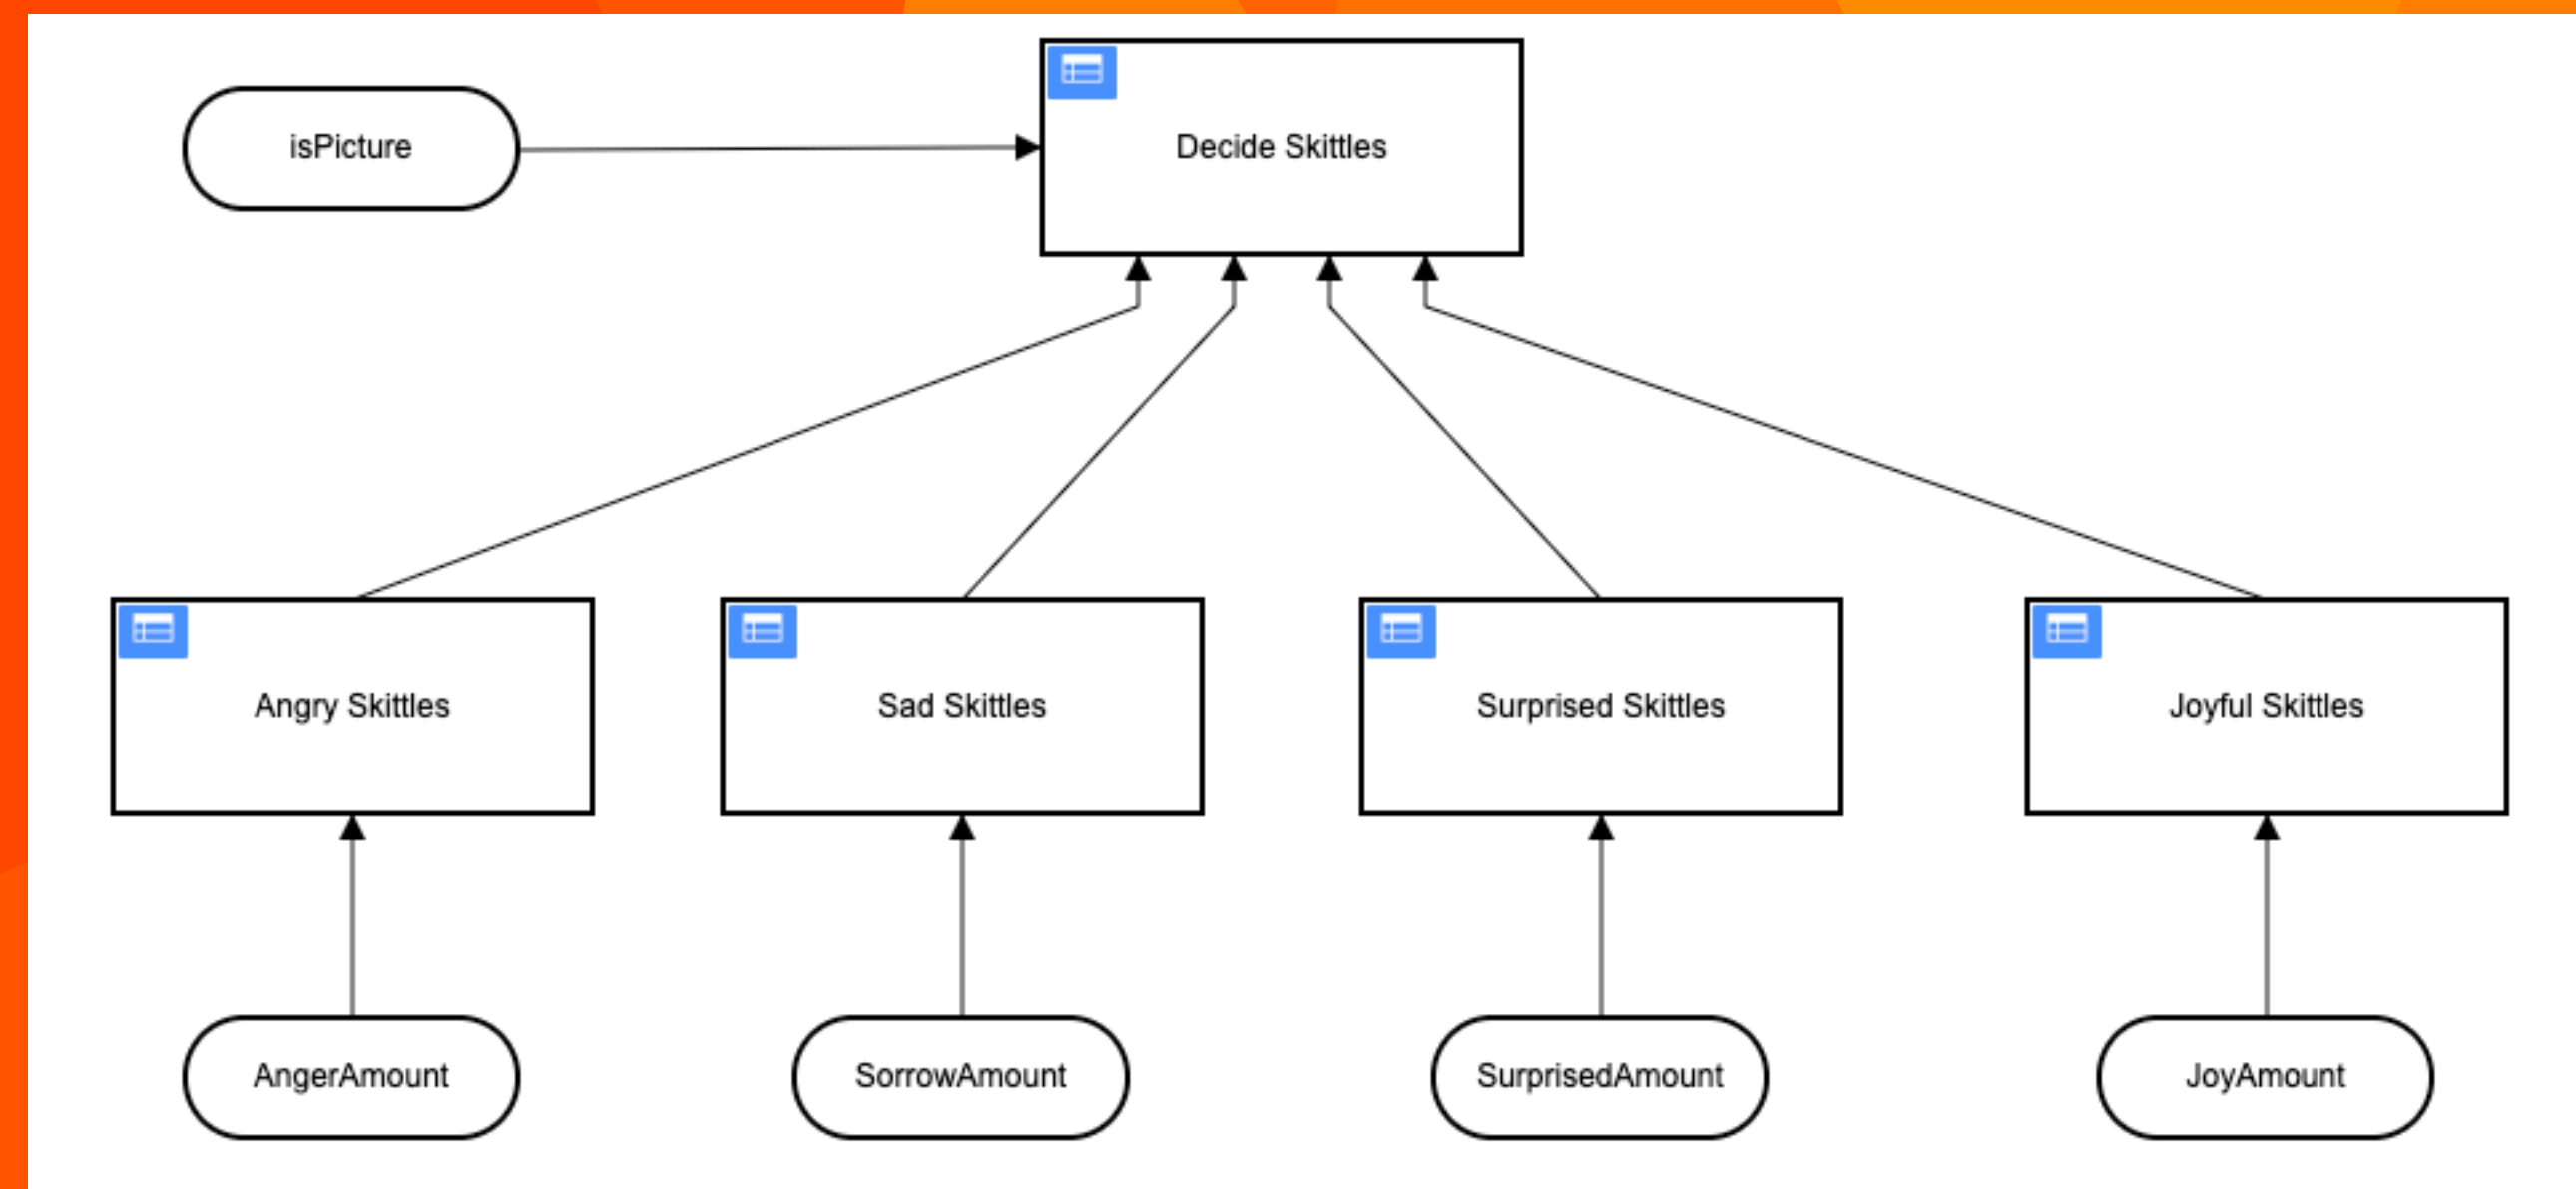 isPicture
Decide Skittles
Angry Skittles
Sad Skittles
Surprised Skittles
Joyful Skittles
AngerAmount
SorrowAmount
SurprisedAmount
JoyAmount